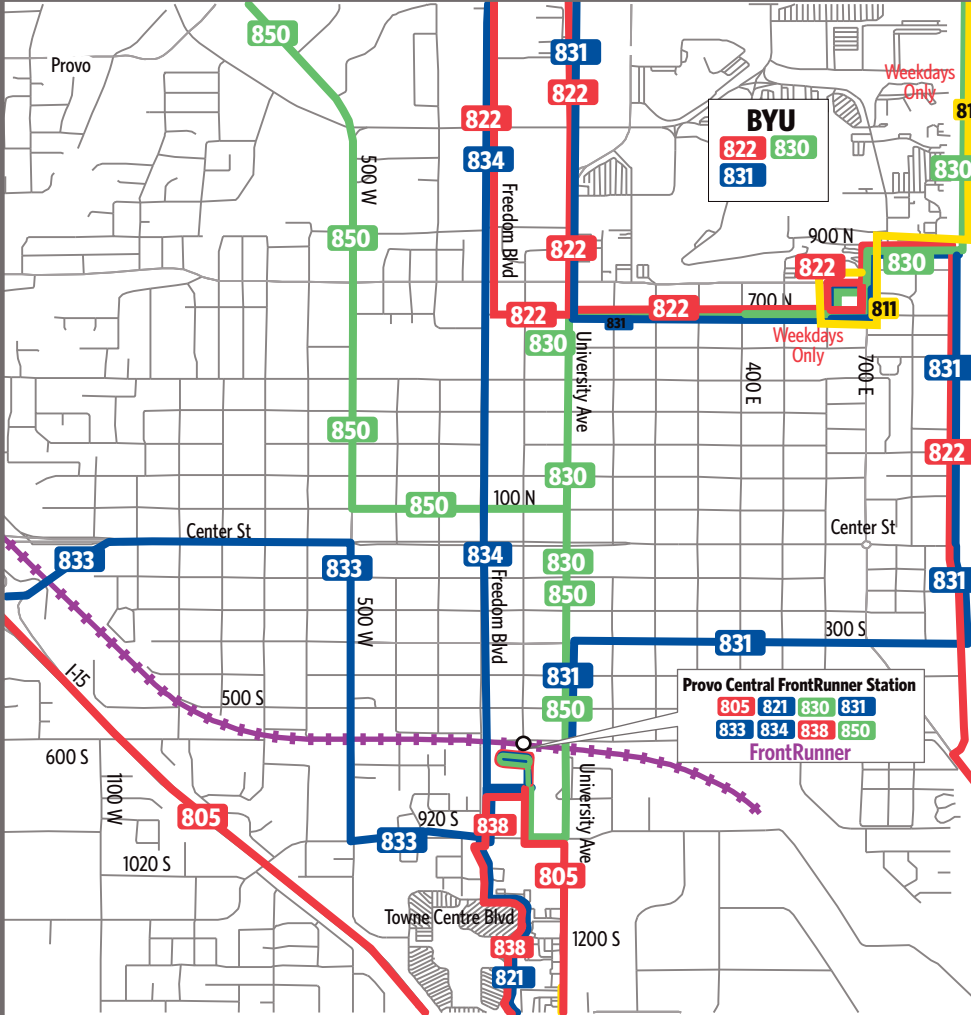 850
831
Provo
Weekdays
Only
822
BYU
822 830
831
822
834
500 W
Freedom Blvd
830
850
822
900 N
822
830
822
822
700 N
811
831
830
University Ave
Weekdays
Only
400 E
700 E
831
850
822
830
850
100 N
Center St
Center St
833
833
834
830
850
831
500 W
Freedom Blvd
300 S
831
I-15
831
850
500 S
Provo Central FrontRunner Station
805 821 830 831
833 834 838 850
FrontRunner
600 S
1100 W
University Ave
805
838
920 S
833
1020 S
805
Towne Centre Blvd
1200 S
838
821